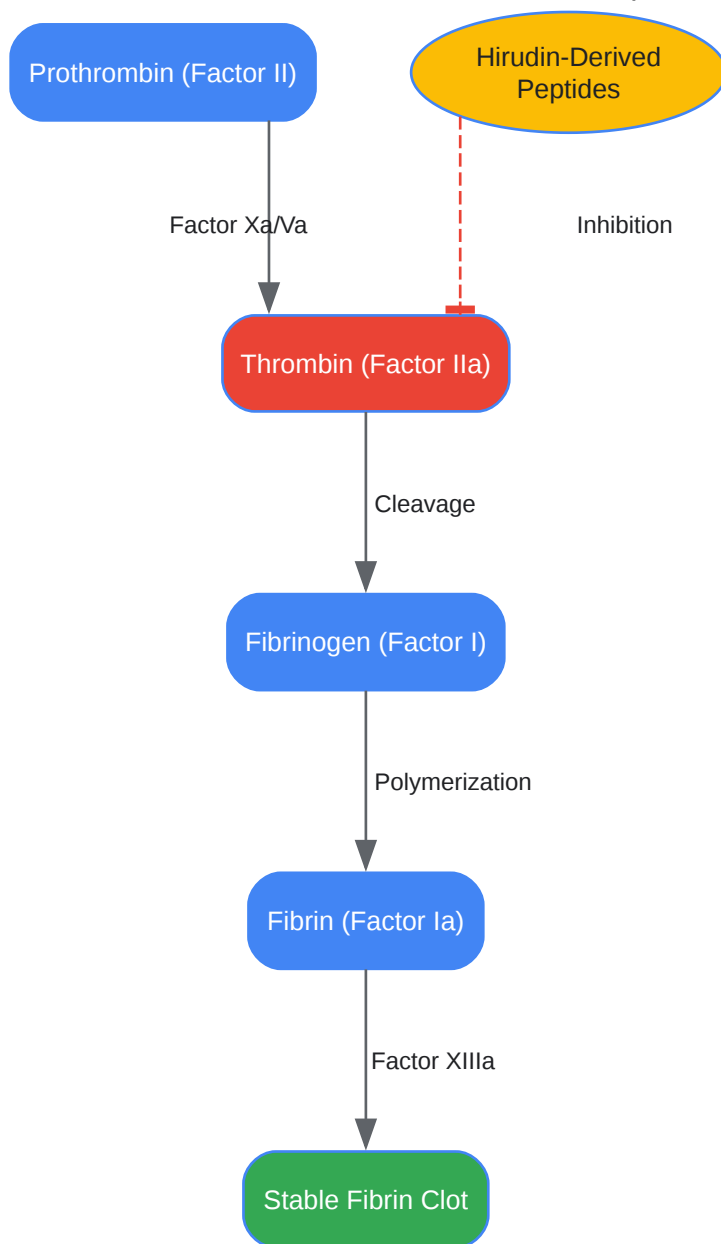 Prothrombin (Factor II)
Hirudin-Derived
Peptides
Factor Xa/Va
Inhibition
Thrombin (Factor IIa)
Cleavage
Fibrinogen (Factor I)
Polymerization
Fibrin (Factor Ia)
Factor XIIIa
Stable Fibrin Clot